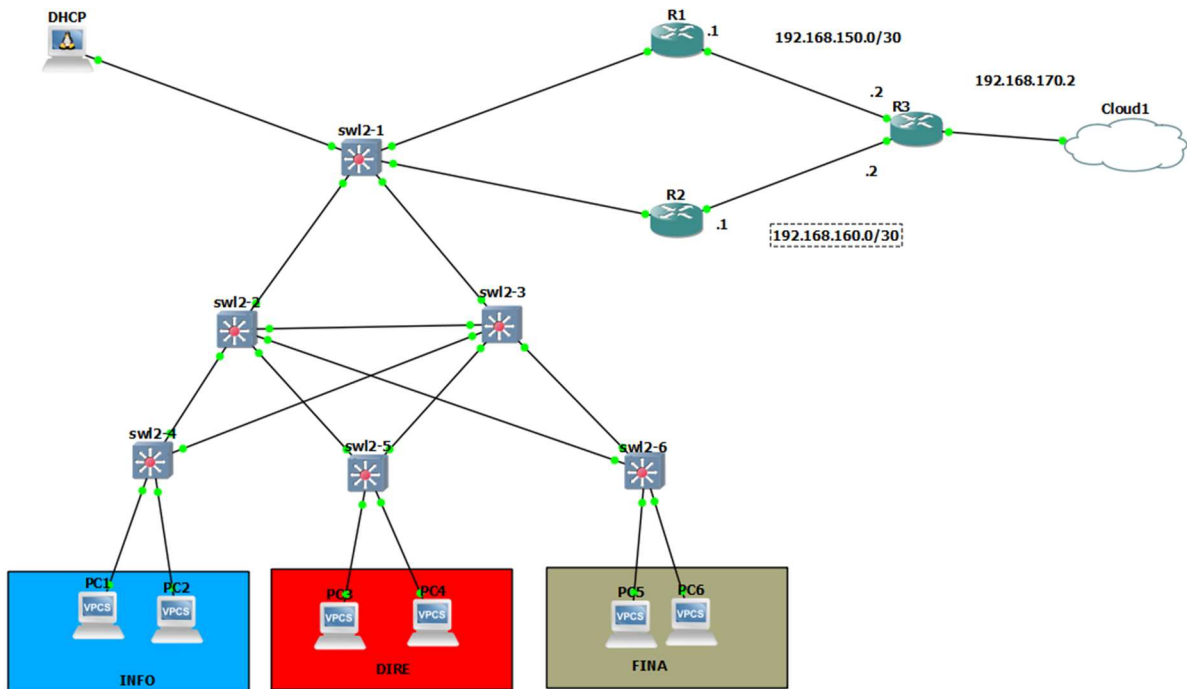 DHCP
R1
.1
192.168.150.0/30
192.168.170.2
.2
R3
Cloud1
swl2-1
.2
R2
.1
192.168.160.0/30
swl2-2
swl2-3
swl2-4
swl2-5
swl2-6
PC1
PC2
PC3
PC4
PC5
PC6
VPCS
VPCS
VPCS
VPCS
VPCS
VPCS
INFO
DIRE
FINA